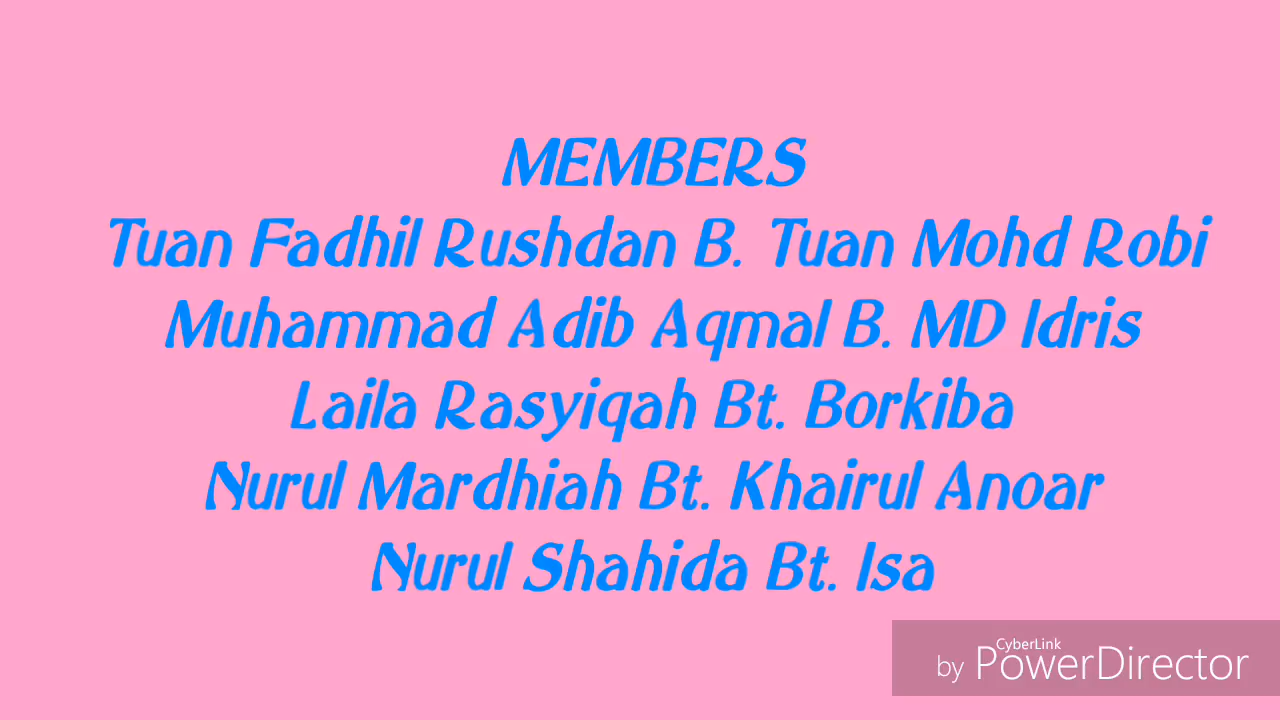 MEMBERS
Tuan Fadhil Rushdan B. Tuan Mohd Robi
Muhammad Adib Aqmal B. MD Idris
Laila Rasyiqah Bt. Borkiba
Nurul Mardhiah Bt. Khairul Anoar
Nurul Shahida Bt. Isa
CyberLink
by PowerDirector